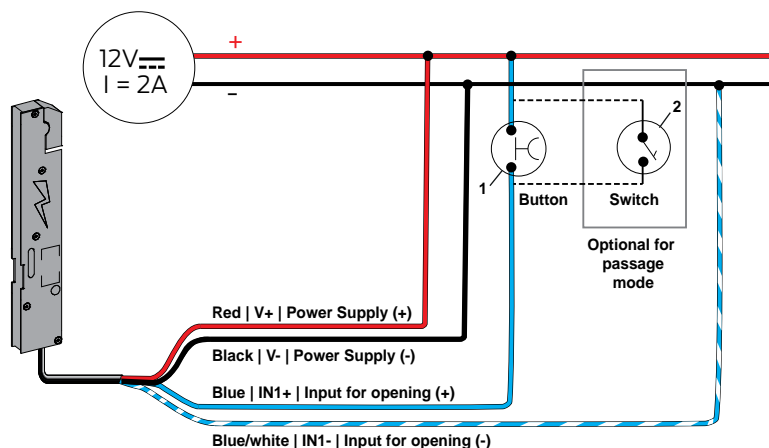 +
12V
I = 2A
–
2
1
Button
Switch
Optional for
passage
mode
Red | V+ | Power Supply (+)
Black | V- | Power Supply (-)
Blue | IN1+ | Input for opening (+)
Blue/white | IN1- | Input for opening (-)